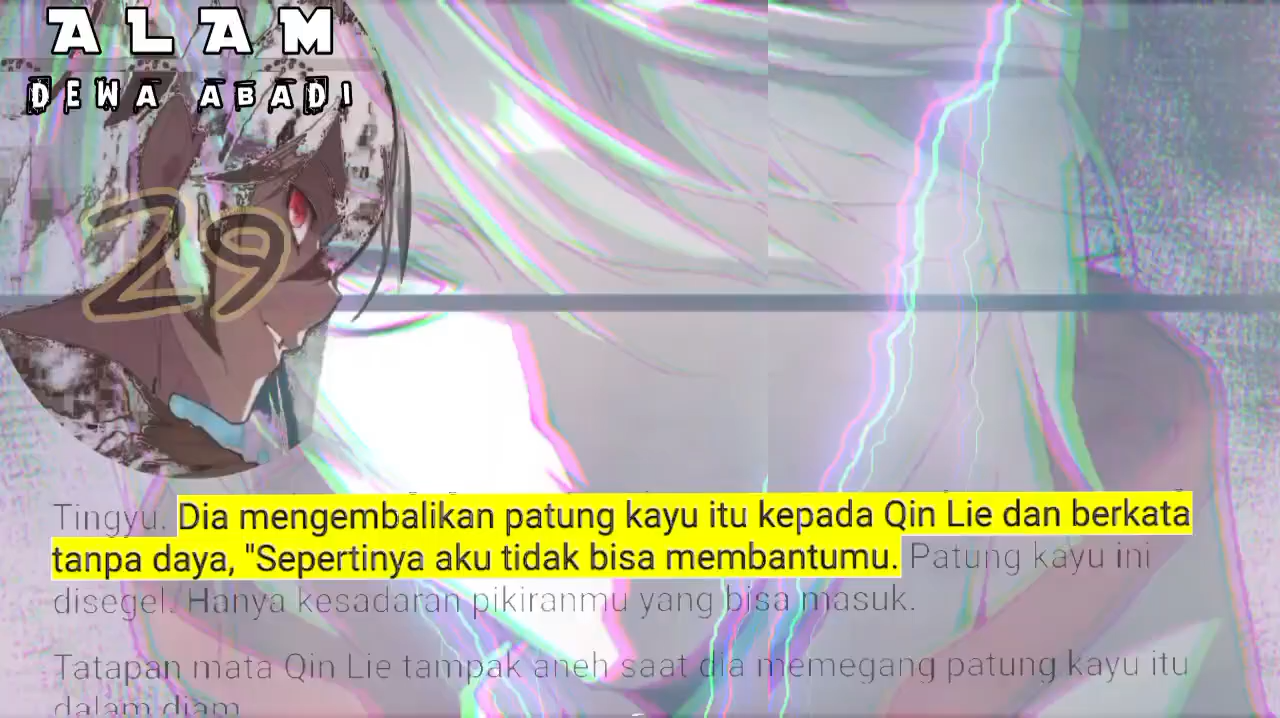 ALAM
DEWA ABADI
29
Tingyu. Dia mengembalikan patung kayu itu kepada Qin Lie dan berkata
tanpa daya, "Sepertinya aku tidak bisa membantumu. Patung kayu ini
disegel. Hanya kesadaran pikiranmu yang bisa masuk.
Tatapan mata Qin Lie tampak aneh saat dia memegang patung kayu itu
dalam diam